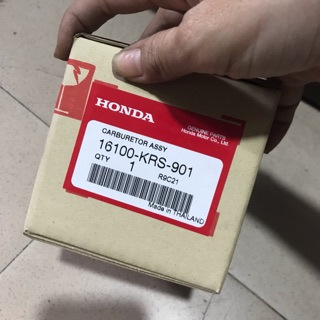 HONDA
GENUINE PARTS
Honda Motor Co., Ltd.
CARBURETOR ASSY
16100-KRS-901
QTY 1
R9C21
Made in THAILAND